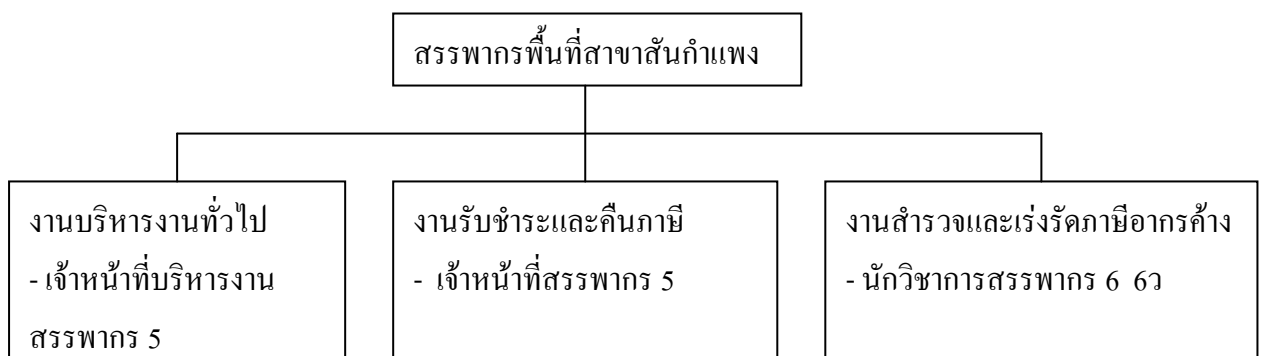 สรรพากรพื้นที่สาขาสันกำแพง
งานบริหารงานทั่วไป
- เจ้าหน้าที่บริหารงาน
สรรพากร 5
งานรับชำระและคืนภาษี
- เจ้าหน้าที่สรรพากร 5
งานสำรวจและเร่งรัดภาษีอากรค้าง
- นักวิชาการสรรพากร 6 6ว